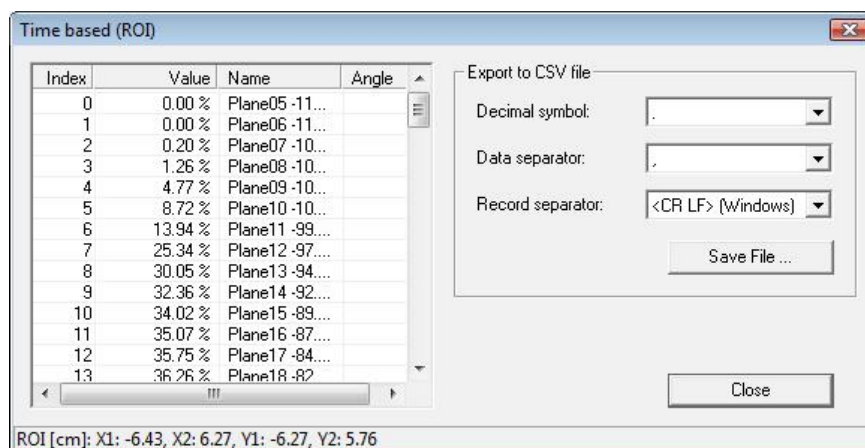 Time based (ROI)
Index Value Name Angle
0 0.00 % Plane05 -11...
1 0.00 % Plane06 -11...
2 0.20 % Plane07 -10...
3 1.26 % Plane08 -10...
4 4.77 % Plane09 -10...
5 8.72 % Plane10 -10...
6 13.94 % Plane11 -99....
7 25.34 % Plane12 -97....
8 30.05 % Plane13 -94....
9 32.36 % Plane14 -92....
10 34.02 % Plane15 -89....
11 35.07 % Plane16 -87....
12 35.75 % Plane17 -84....
13 36.26 % Plane18 -82
Export to CSV file
Decimal symbol: .
Data separator: ,
Record separator: <CR LF> (Windows)
Save File ...
Close
ROI [cm]: X1: -6.43, X2: 6.27, Y1: -6.27, Y2: 5.76